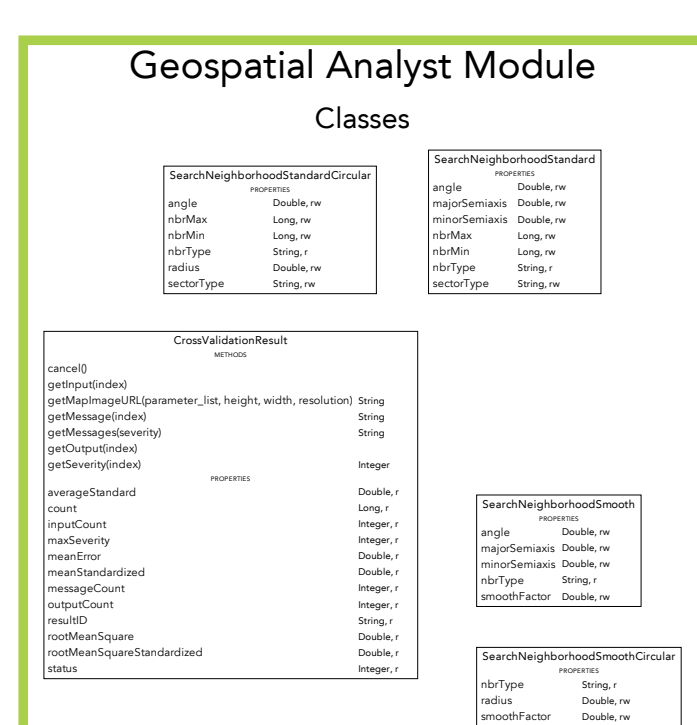 Geospatial Analyst Module
Classes
SearchNeighborhoodStandardCircular
PROPERTIES
angle Double, rw
nbrMax Long, rw
nbrMin Long, rw
nbrType String, r
radius Double, rw
sectorType String, rw
SearchNeighborhoodStandard
PROPERTIES
angle Double, rw
majorSemiaxis Double, rw
minorSemiaxis Double, rw
nbrMax Long, rw
nbrMin Long, rw
nbrType String, r
sectorType String, rw
CrossValidationResult
METHODS
cancel()
getInput(index)
getMapImageURL(parameter_list, height, width, resolution) String
getMessage(index) String
getMessages(severity) String
getOutput(index)
getSeverity(index) Integer
PROPERTIES
averageStandard Double, r
count Long, r
inputCount Integer, r
maxSeverity Integer, r
meanError Double, r
meanStandardized Double, r
messageCount Integer, r
outputCount Integer, r
resultID String, r
rootMeanSquare Double, r
rootMeanSquareStandardized Double, r
status Integer, r
SearchNeighborhoodSmooth
PROPERTIES
angle Double, rw
majorSemiaxis Double, rw
minorSemiaxis Double, rw
nbrType String, r
smoothFactor Double, rw
SearchNeighborhoodSmoothCircular
PROPERTIES
nbrType String, r
radius Double, rw
smoothFactor Double, rw